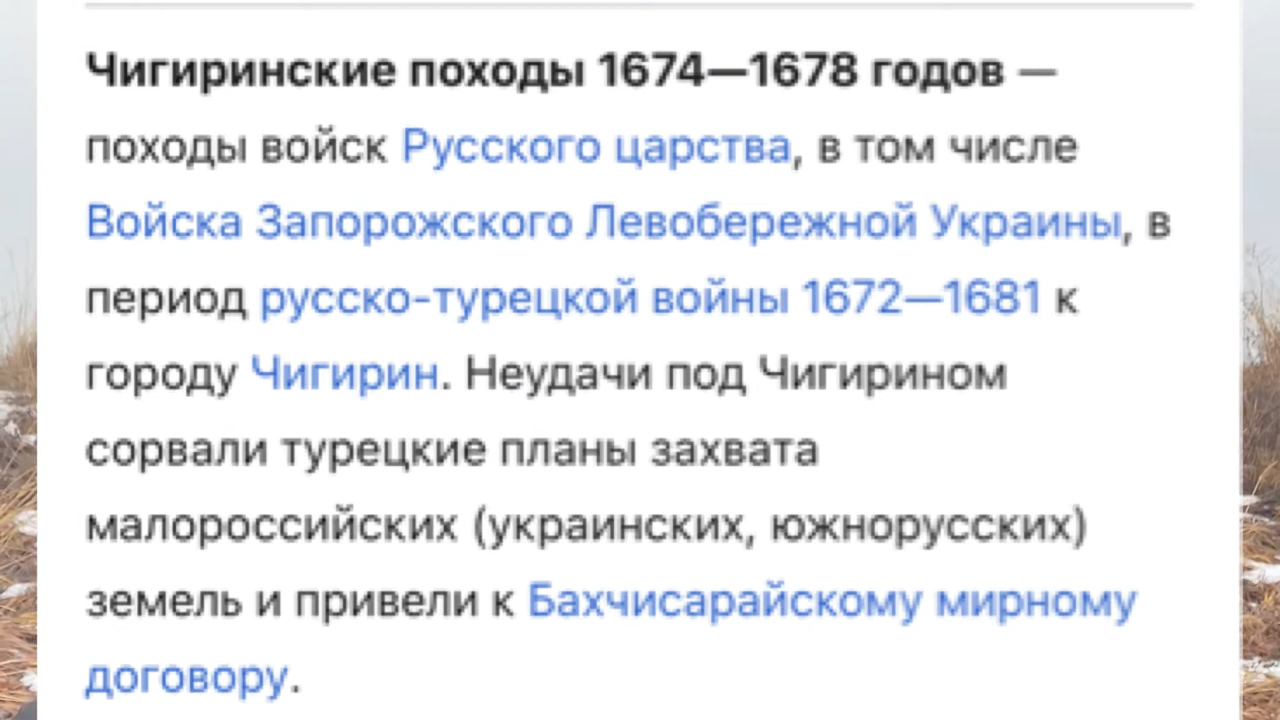 Чигиринские походы 1674—1678 годов —
походы войск Русского царства, в том числе
Войска Запорожского Левобережной Украины, в
период русско-турецкой войны 1672—1681 к
городу Чигирин. Неудачи под Чигирином
сорвали турецкие планы захвата
малороссийских (украинских, южнорусских)
земель и привели к Бахчисарайскому мирному
договору.